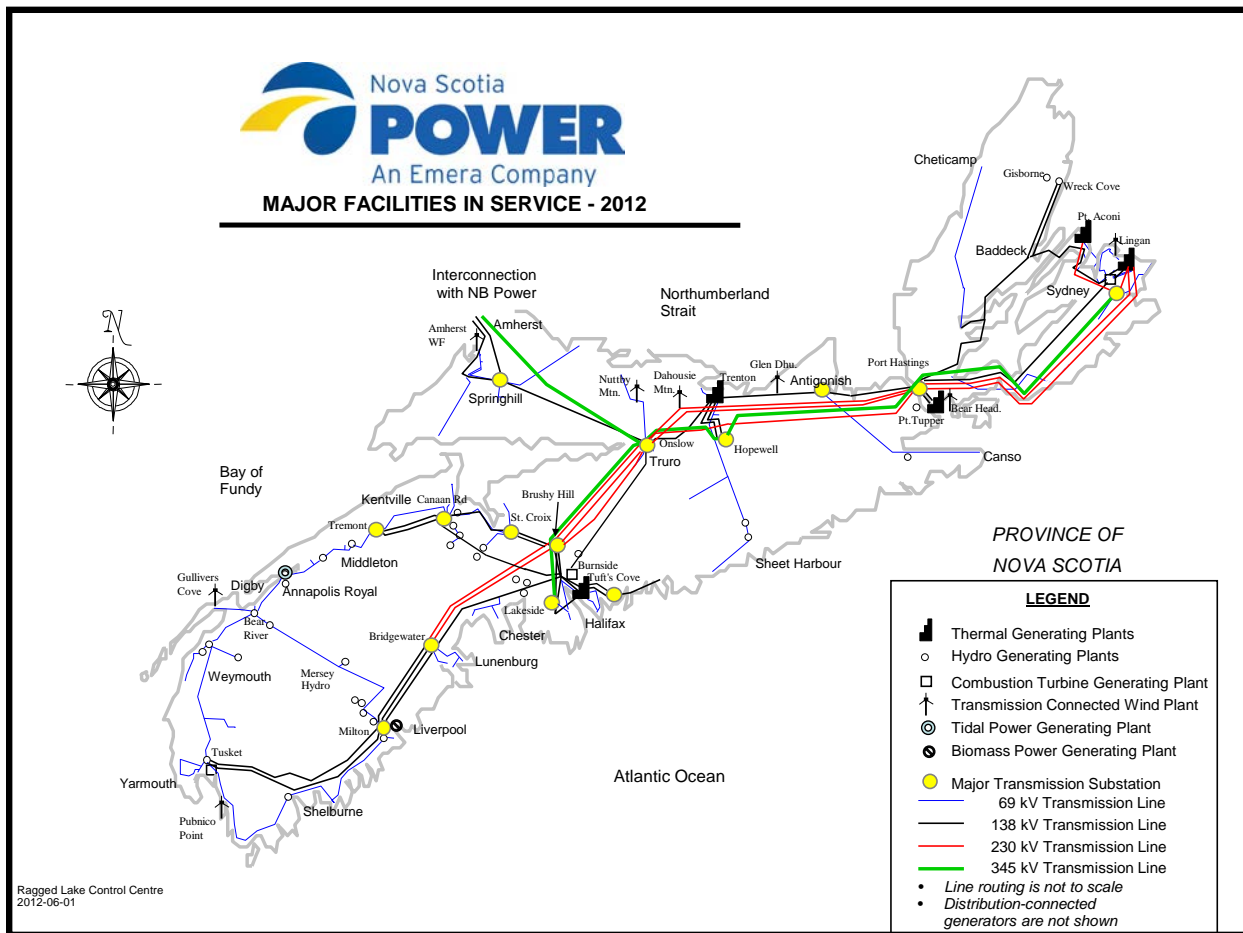 Nova Scotia
POWER
An Emera Company
MAJOR FACILITIES IN SERVICE - 2012
N
Interconnection
with NB Power
Northumberland
Strait
Cheticamp
Gisborne
Wreck Cove
Pt. Aconi
Lingan
Baddeck
Sydney
Amherst
WF
Amherst
Springhill
Nuttby
Mtn.
Dahousie
Mtn.
Trenton
Glen Dhu.
Antigonish
Port Hastings
Pt.Tupper
Bear Head.
Onslow
Truro
Hopewell
Canso
Bay of
Fundy
Kentville
Canaan Rd
Brushy Hill
St. Croix
Tremont
Middleton
Burnside
Tuft's Cove
Sheet Harbour
Gullivers
Cove
Digby
Annapolis Royal
Lakeside
Halifax
Chester
Bear
River
Bridgewater
Lunenburg
Weymouth
Mersey
Hydro
Milton
Liverpool
Tusket
Yarmouth
Shelburne
Pubnico
Point
Atlantic Ocean
PROVINCE OF
NOVA SCOTIA
LEGEND
Thermal Generating Plants
Hydro Generating Plants
Combustion Turbine Generating Plant
Transmission Connected Wind Plant
Tidal Power Generating Plant
Biomass Power Generating Plant
Major Transmission Substation
69 kV Transmission Line
138 kV Transmission Line
230 kV Transmission Line
345 kV Transmission Line
• Line routing is not to scale
• Distribution-connected
generators are not shown
Ragged Lake Control Centre
2012-06-01